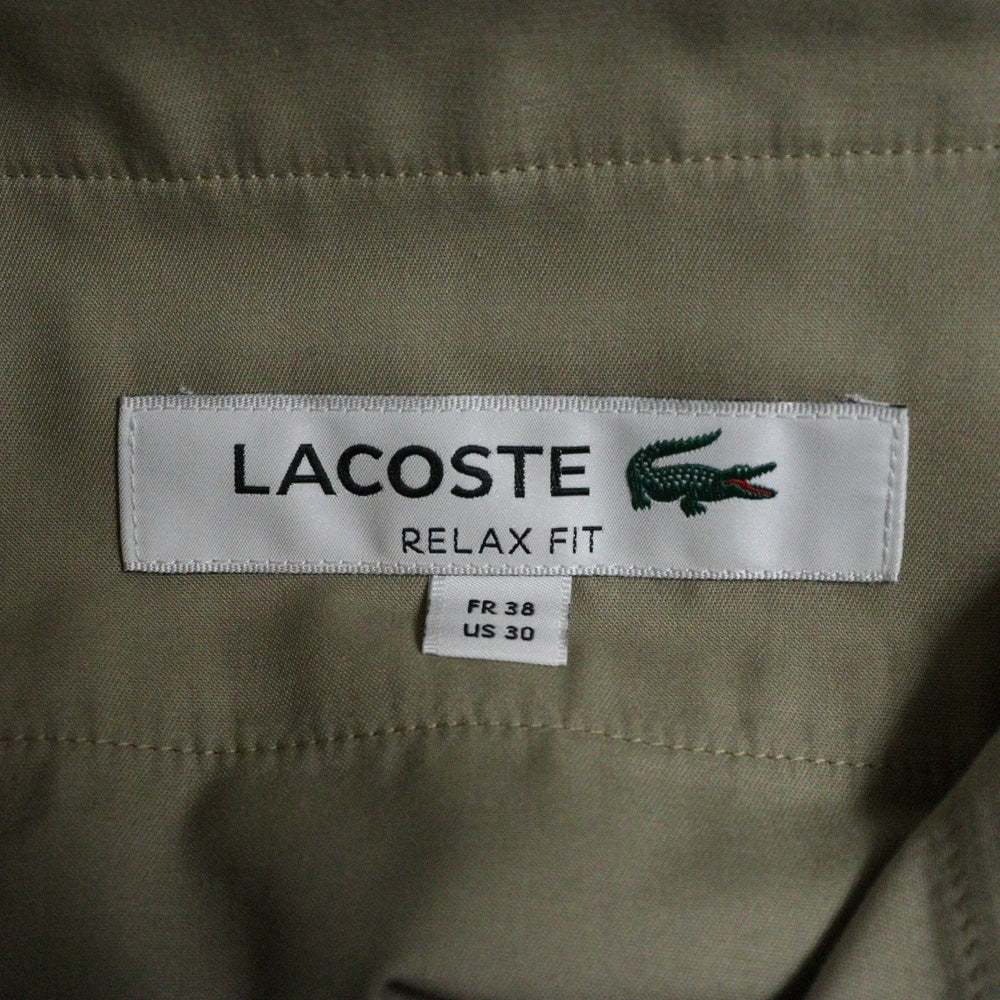 LACOSTE
RELAX FIT
FR 38
US 30